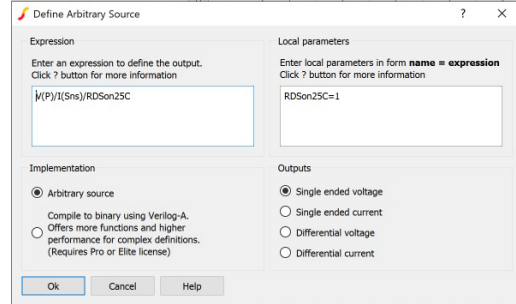 Define Arbitrary Source
?
Expression
Enter an expression to define the output.
Click ? button for more information
V(P)/I(Sns)/RDSon25C
Local parameters
Enter local parameters in form name = expression
Click ? button for more information
RDSon25C=1
Implementation
Arbitrary source
Compile to binary using Verilog-A.
Offers more functions and higher
performance for complex definitions.
(Requires Pro or Elite license)
Outputs
Single ended voltage
Single ended current
Differential voltage
Differential current
Ok
Cancel
Help